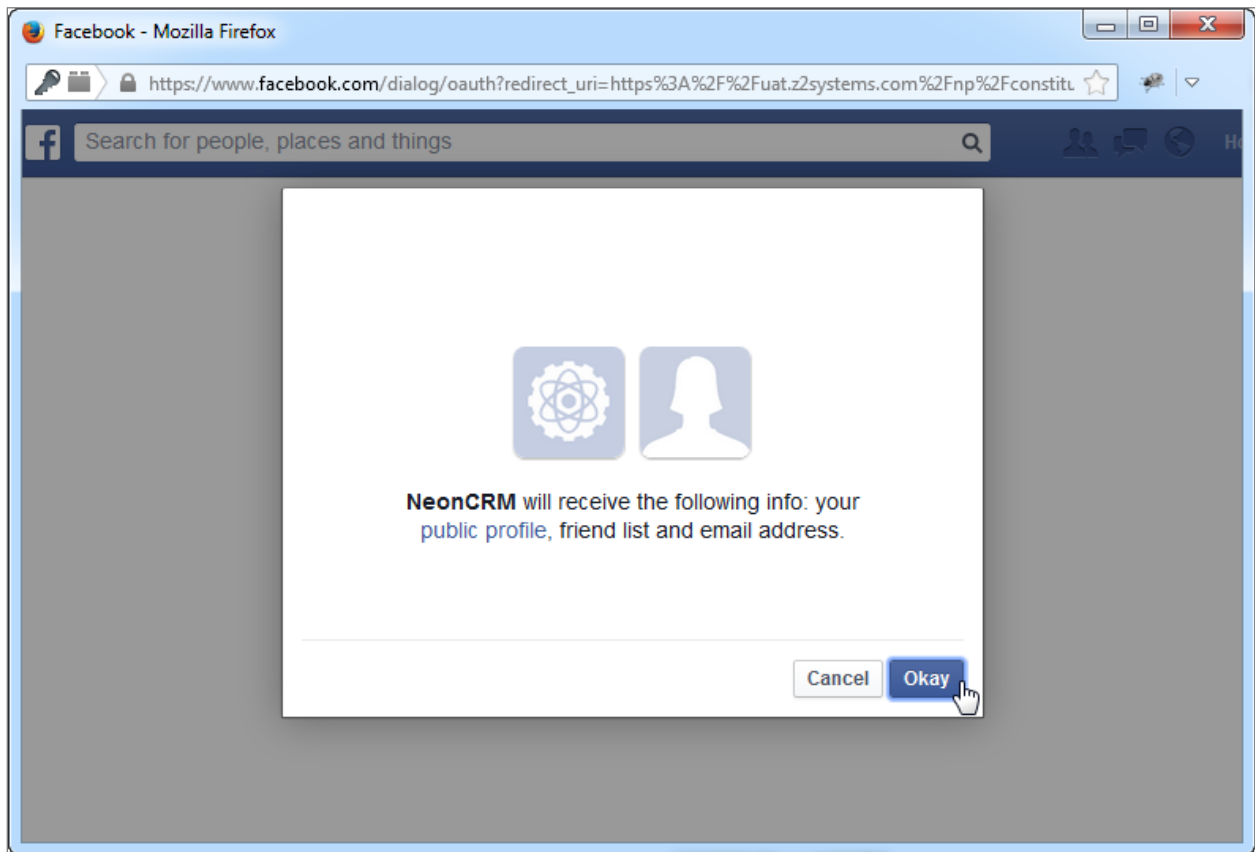 Facebook - Mozilla Firefox
https://www.facebook.com/dialog/oauth?redirect_uri=https%3A%2F%2Fuat.z2systems.com%2Fnp%2Fconstitu
Search for people, places and things
NeonCRM will receive the following info: your
public profile, friend list and email address.
Cancel Okay